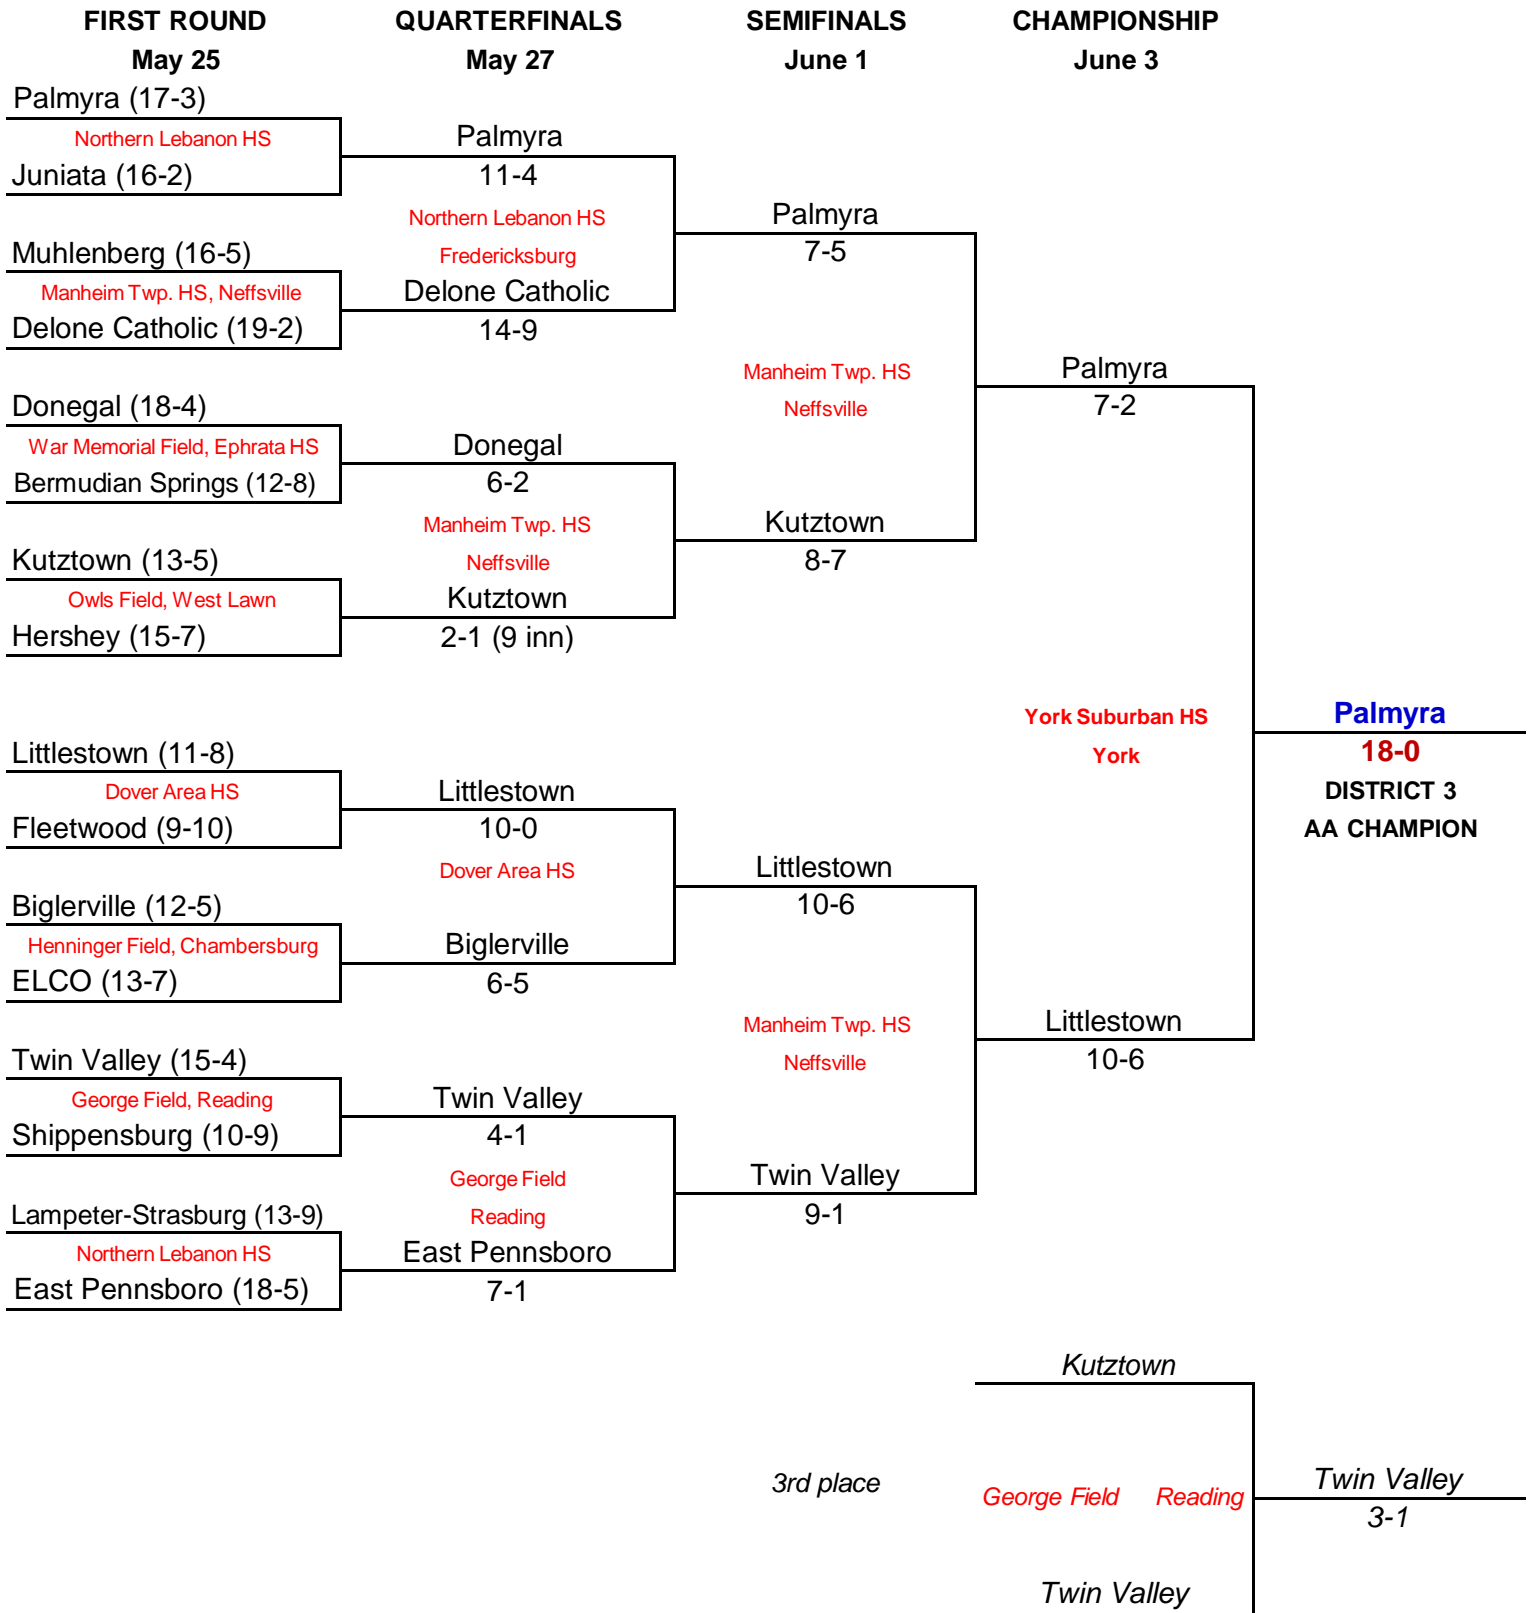 FIRST ROUND
May 25
QUARTERFINALS
May 27
SEMIFINALS
June 1
CHAMPIONSHIP
June 3
Palmyra (17-3)
Northern Lebanon HS
Juniata (16-2)
Muhlenberg (16-5)
Manheim Twp. HS, Neffsville
Delone Catholic (19-2)
Donegal (18-4)
War Memorial Field, Ephrata HS
Bermudian Springs (12-8)
Kutztown (13-5)
Owls Field, West Lawn
Hershey (15-7)
Littlestown (11-8)
Dover Area HS
Fleetwood (9-10)
Biglerville (12-5)
Henninger Field, Chambersburg
ELCO (13-7)
Twin Valley (15-4)
George Field, Reading
Shippensburg (10-9)
Lampeter-Strasburg (13-9)
Northern Lebanon HS
East Pennsboro (18-5)
Palmyra
11-4
Northern Lebanon HS
Fredericksburg
Delone Catholic
14-9
Donegal
6-2
Manheim Twp. HS
Neffsville
Kutztown
2-1 (9 inn)
Littlestown
10-0
Dover Area HS
Biglerville
6-5
Twin Valley
4-1
George Field
Reading
East Pennsboro
7-1
Palmyra
7-5
Manheim Twp. HS
Neffsville
Kutztown
8-7
Littlestown
10-6
Manheim Twp. HS
Neffsville
Twin Valley
9-1
Palmyra
7-2
York Suburban HS
York
Littlestown
10-6
Palmyra
18-0
DISTRICT 3
AA CHAMPION
3rd place
Kutztown
George Field Reading
Twin Valley
Twin Valley
3-1